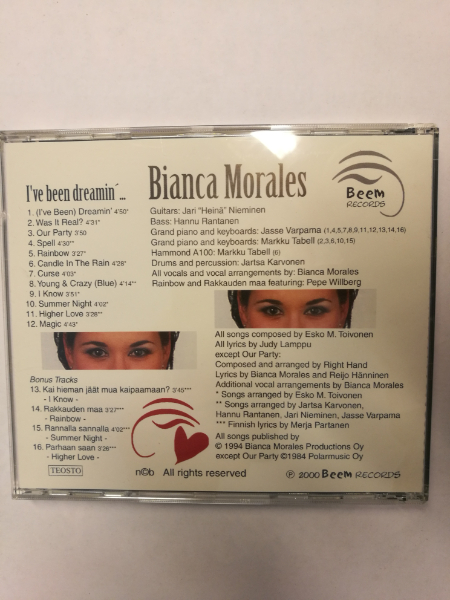 I've been dreamin´...
1. (I've Been) Dreamin' 4'50"
2. Was It Real? 4'31"
3. Our Party 3'50
4. Spell 4'30**
5. Rainbow 3'27"
6. Candle In The Rain 4'26"
7. Curse 4'03"
8. Young & Crazy (Blue) 4'14**
9. I Know 3'51"
10. Summer Night 4'02"
11. Higher Love 3'28**
12. Magic 4'43"
Bonus Tracks
13. Kai hieman jäät mua kaipaamaan? 3'45***
- I Know -
14. Rakkauden maa 3'27***
- Rainbow -
15. Rannalla sannalla 4'02***
- Summer Night -
16. Parhaan saan 3'26***
- Higher Love -
TEOSTO
Bianca Morales
Beem
RECORDS
Guitars: Jari "Heinä" Nieminen
Bass: Hannu Rantanen
Grand piano and keyboards: Jasse Varpama (1,4,5,7,8,9,11,12,13,14,16)
Grand piano and keyboards: Markku Tabell (2,3,6,10,15)
Hammond A100: Markku Tabell (6)
Drums and percussion: Jartsa Karvonen
All vocals and vocal arrangements by: Bianca Morales
Rainbow and Rakkauden maa featuring: Pepe Willberg
All songs composed by Esko M. Toivonen
All lyrics by Judy Lamppu
except Our Party:
Composed and arranged by Right Hand
Lyrics by Bianca Morales and Reijo Hänninen
Additional vocal arrangements by Bianca Morales
* Songs arranged by Esko M. Toivonen
** Songs arranged by Jartsa Karvonen,
Hannu Rantanen, Jari Nieminen, Jasse Varpama
*** Finnish lyrics by Merja Partanen
All songs published by
© 1994 Bianca Morales Productions Oy
except Our Party ©1984 Polarmusic Oy
n©b All rights reserved
℗ 2000 Beem RECORDS